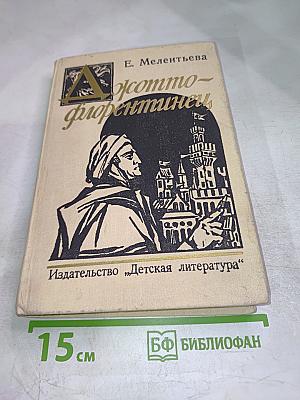 Е. Мелентьева
Джотто-
флорентинец
Издательство „Детская литература“
15 см
БФ БИБЛИОФАН